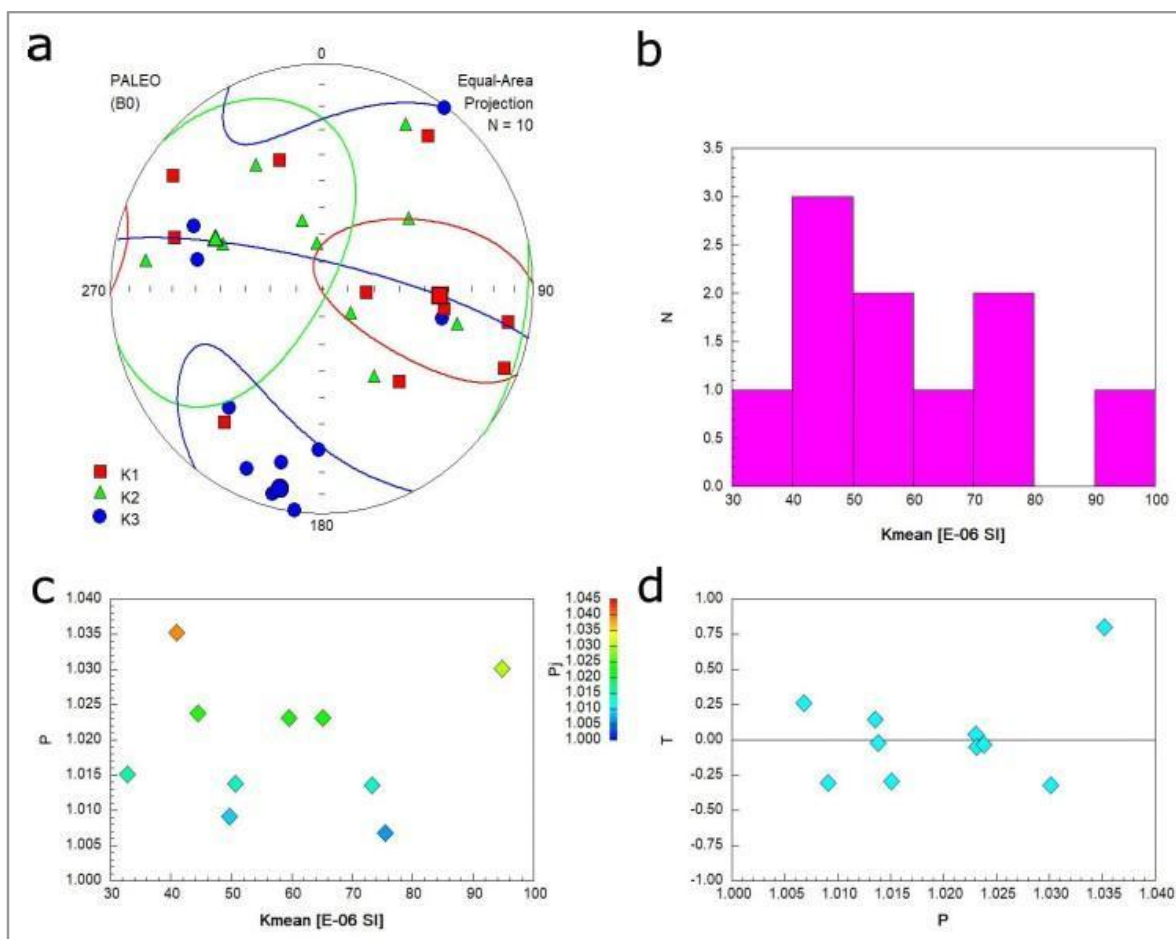 a
PALEO
(B0)
0
Equal-Area
Projection
N = 10
270
90
180
K1
K2
K3
b
3.5
3.0
2.5
2.0
1.5
1.0
0.5
0.0
N
30 40 50 60 70 80 90 100
Kmean [E-06 SI]
c
1.040
1.035
1.030
1.025
1.020
1.015
1.010
1.005
1.000
P
30 40 50 60 70 80 90 100
Kmean [E-06 SI]
Pj
1.045
1.040
1.035
1.030
1.025
1.020
1.015
1.010
1.005
1.000
d
1.00
0.75
0.50
0.25
0.00
-0.25
-0.50
-0.75
-1.00
T
1.000 1.005 1.010 1.015 1.020 1.025 1.030 1.035 1.040
P